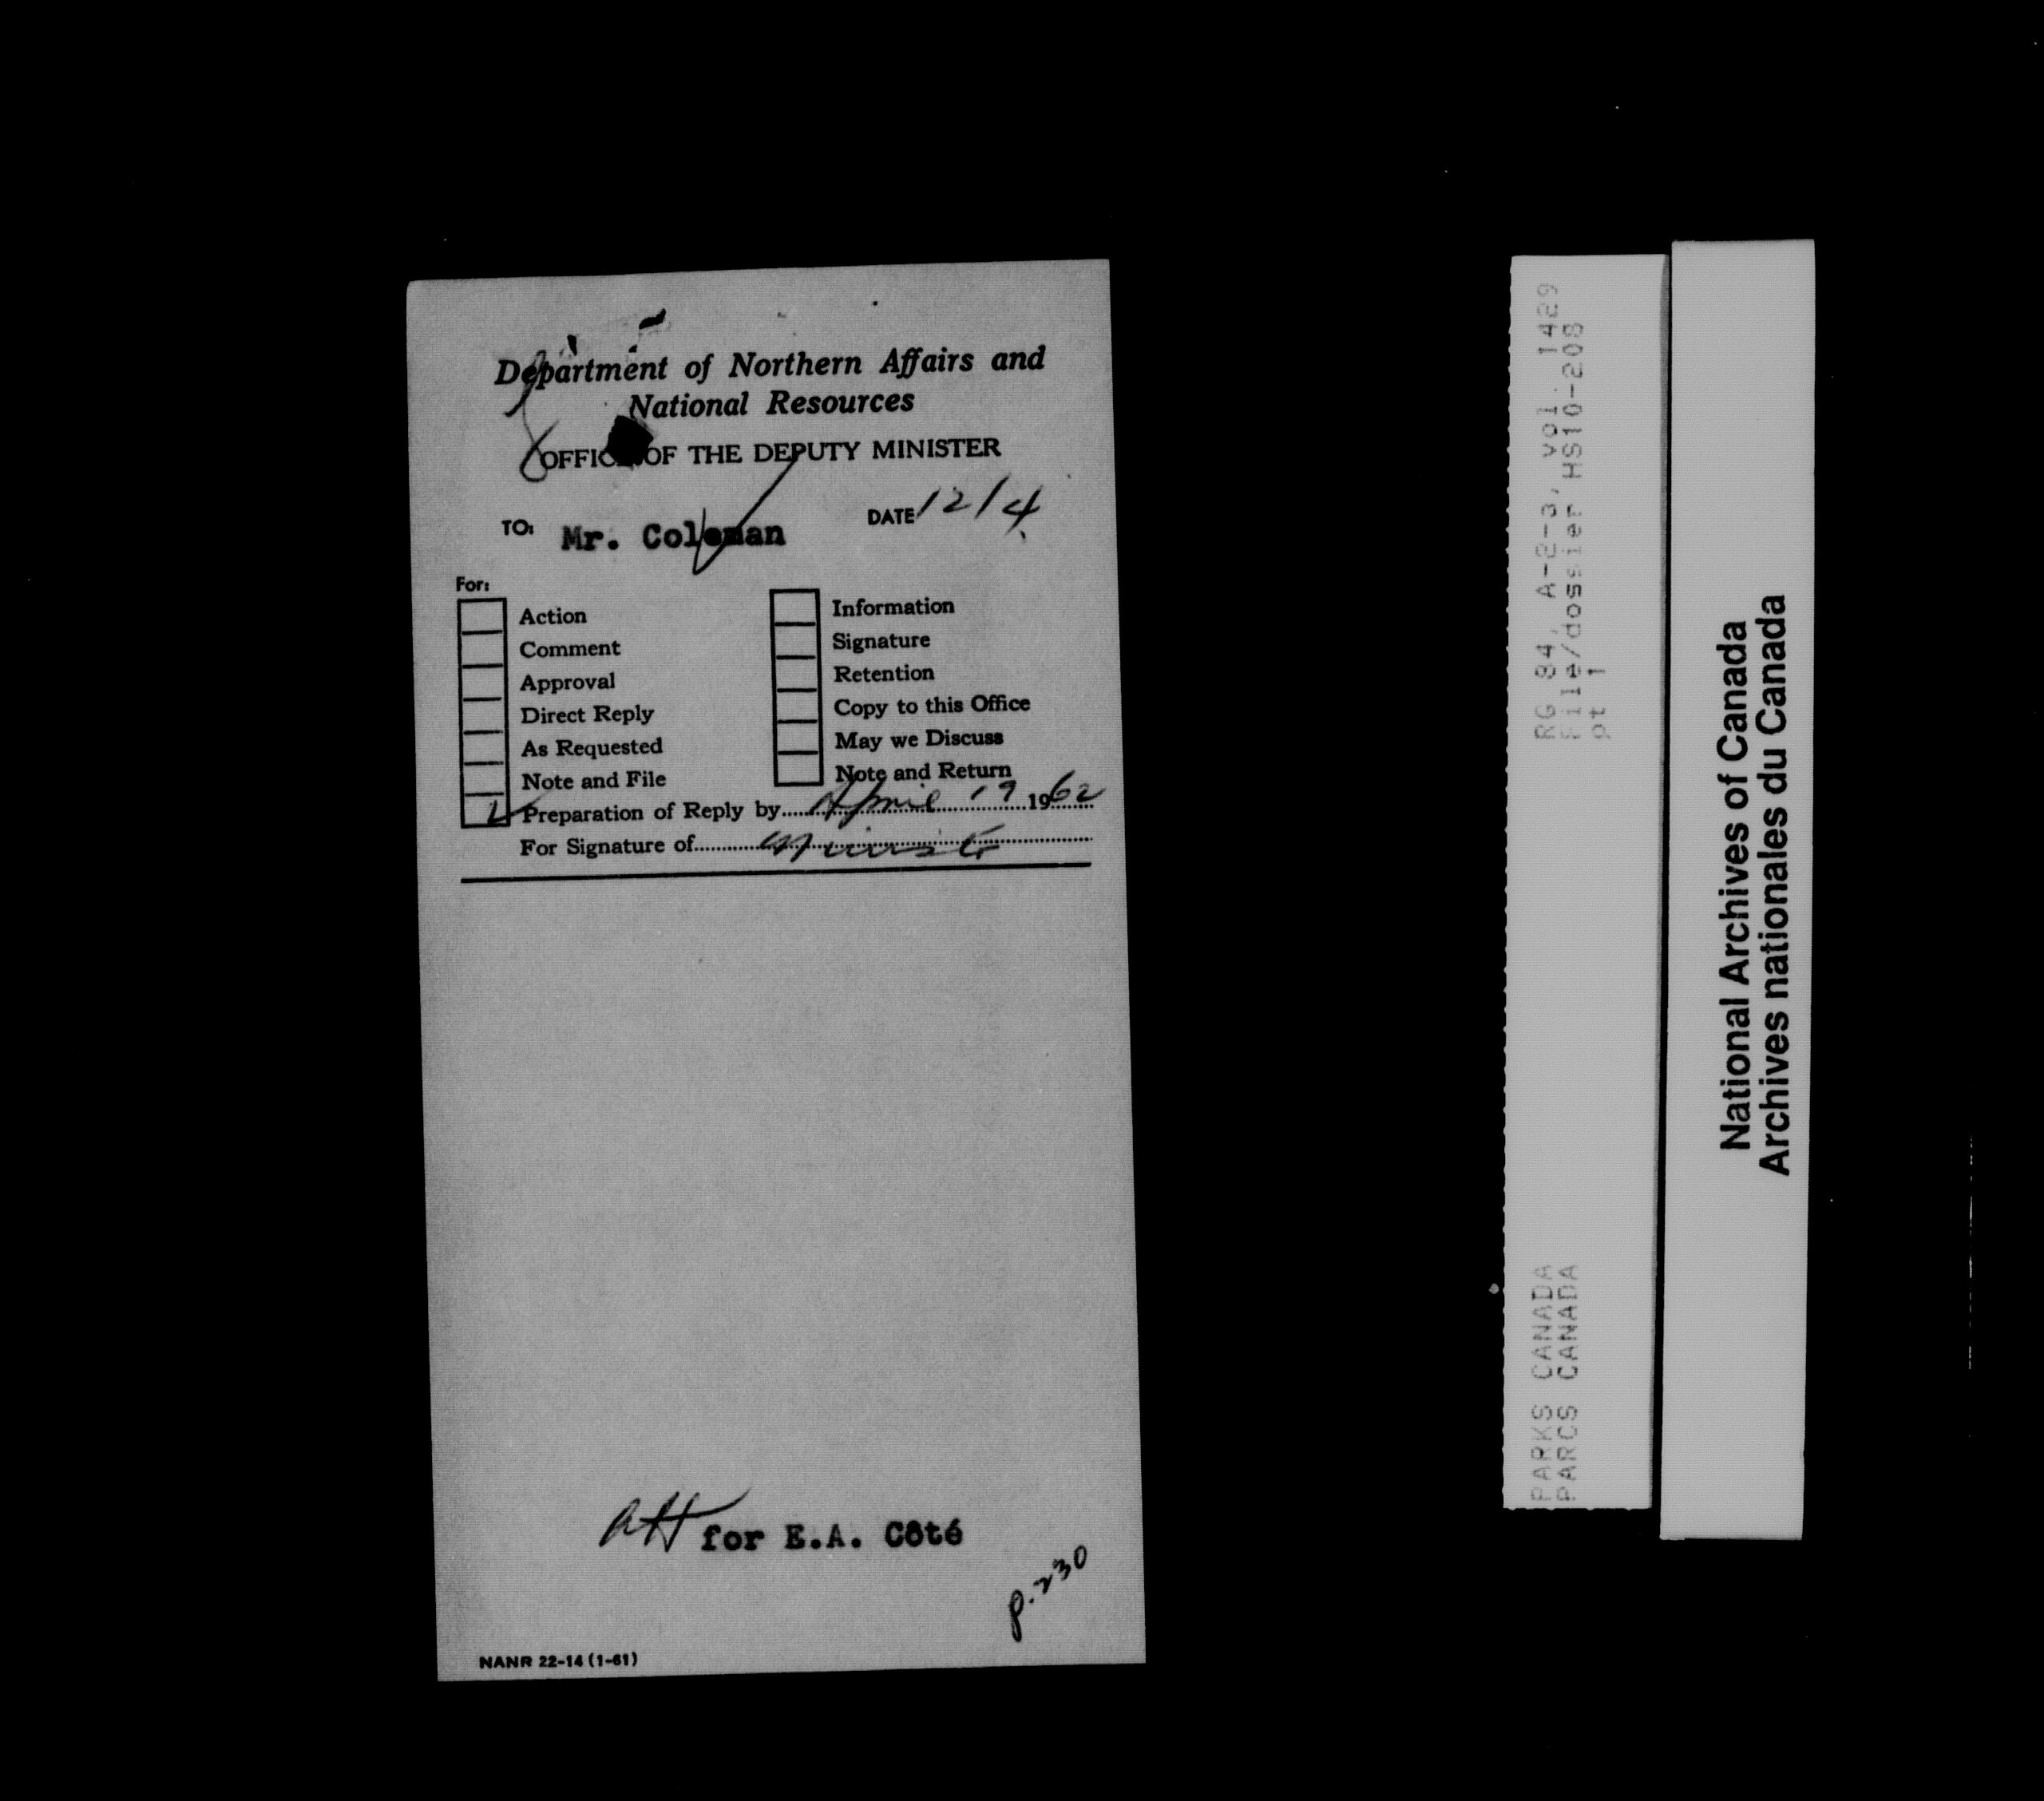 Department of Northern Affairs and
National Resources
OFFICE OF THE DEPUTY MINISTER
TO: Mr. Coleman
DATE 12/4
For:
Action
Comment
Approval
Direct Reply
As Requested
Note and File
Information
Signature
Retention
Copy to this Office
May we Discuss
Note and Return
Preparation of Reply by April 19 1962
For Signature of Minister
for E.A. Côté
p. 230
NANR 22-14 (1-61)
RG 84, A-2-a, vol. 1429
File/dossier HS10-208
pt 1
PARKS CANADA
PARCS CANADA
National Archives of Canada
Archives nationales du Canada